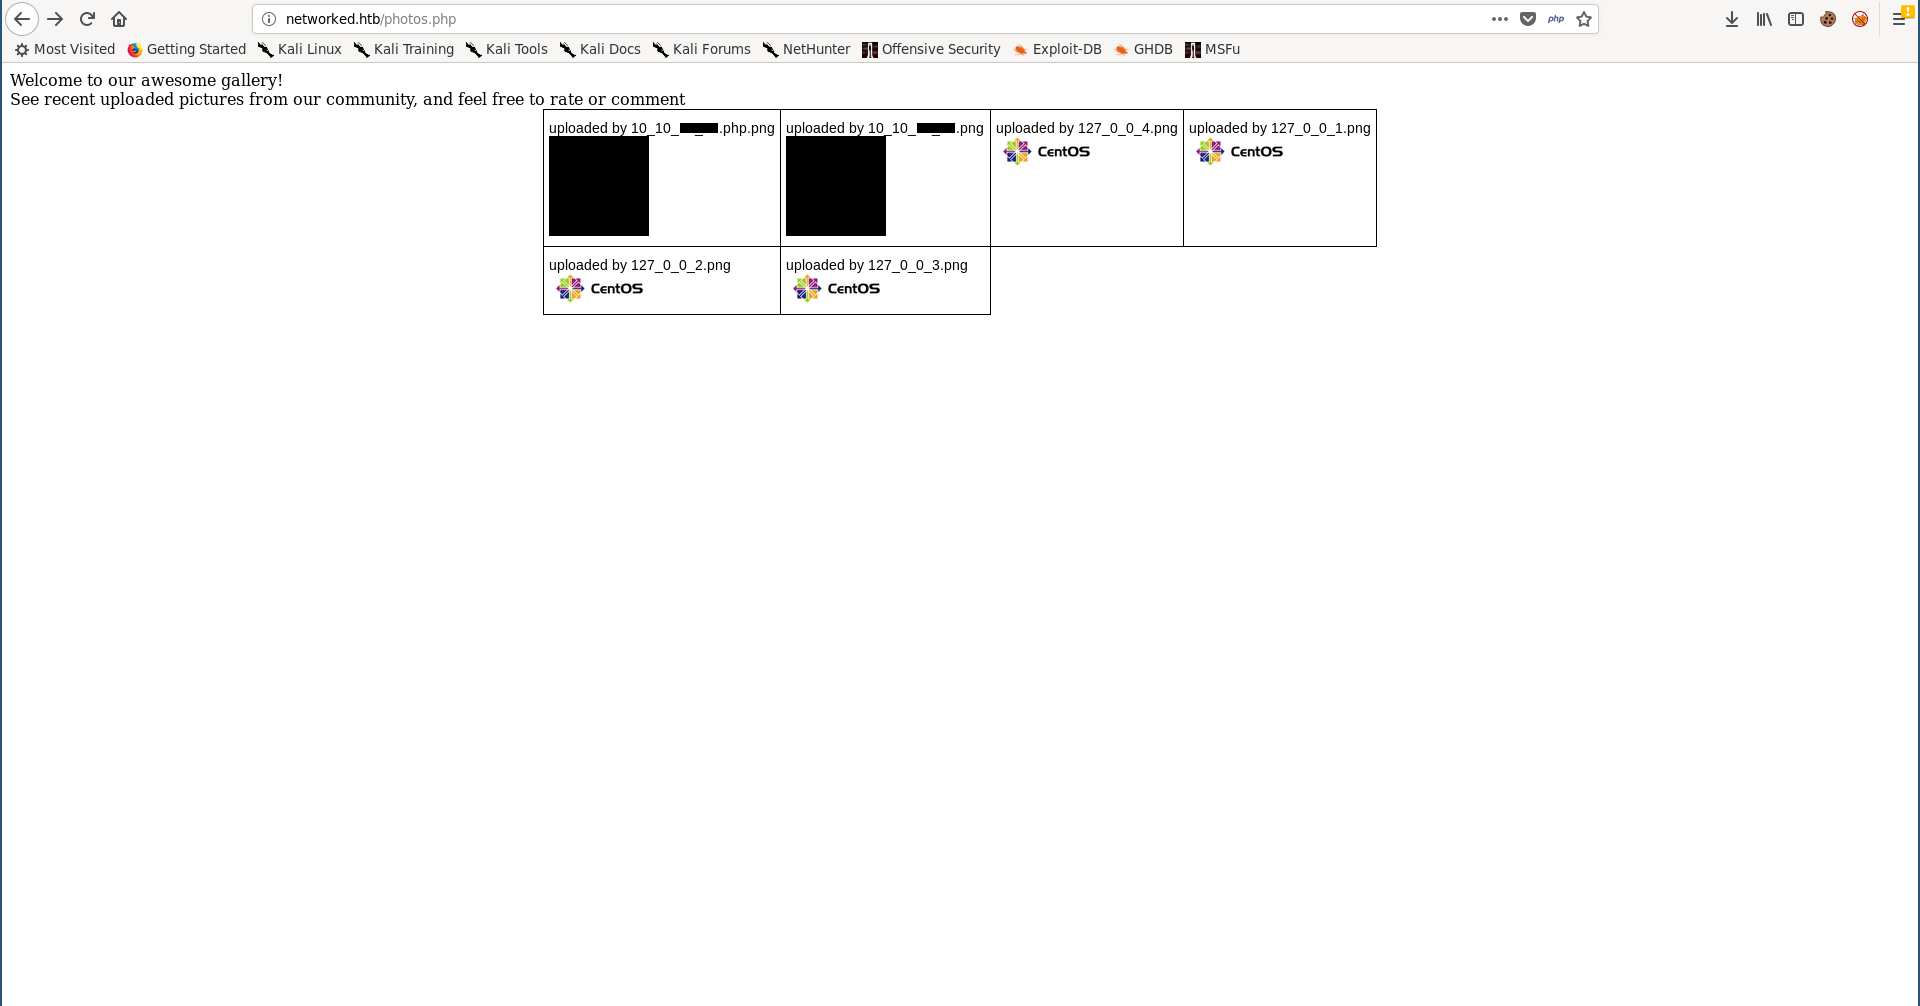 networked.htb/photos.php
php
Most Visited Getting Started Kali Linux Kali Training Kali Tools Kali Docs Kali Forums NetHunter Offensive Security Exploit-DB GHDB MSFu
Welcome to our awesome gallery!
See recent uploaded pictures from our community, and feel free to rate or comment
uploaded by 10_10_ .php.png
uploaded by 10_10_ .png
uploaded by 127_0_0_4.png
CentOS
uploaded by 127_0_0_1.png
CentOS
uploaded by 127_0_0_2.png
CentOS
uploaded by 127_0_0_3.png
CentOS